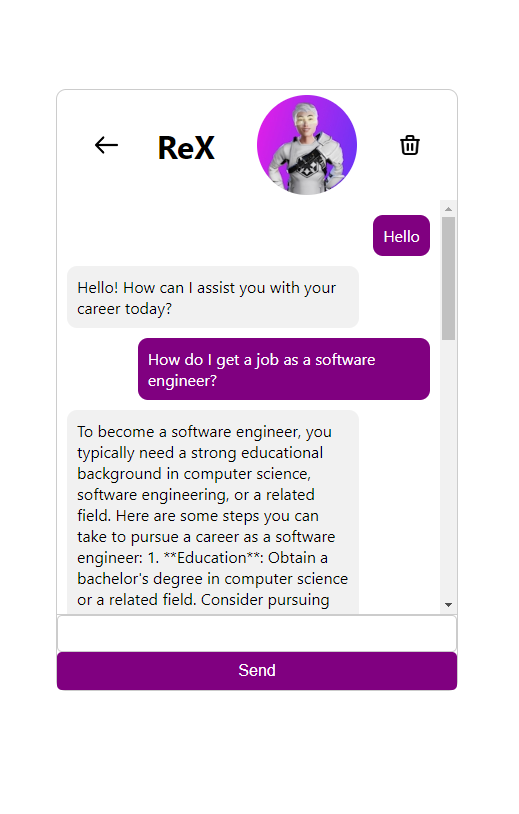 ReX
Hello
Hello! How can I assist you with your
career today?
How do I get a job as a software
engineer?
To become a software engineer, you
typically need a strong educational
background in computer science,
software engineering, or a related
field. Here are some steps you can
take to pursue a career as a software
engineer: 1. **Education**: Obtain a
bachelor's degree in computer science
or a related field. Consider pursuing
Send